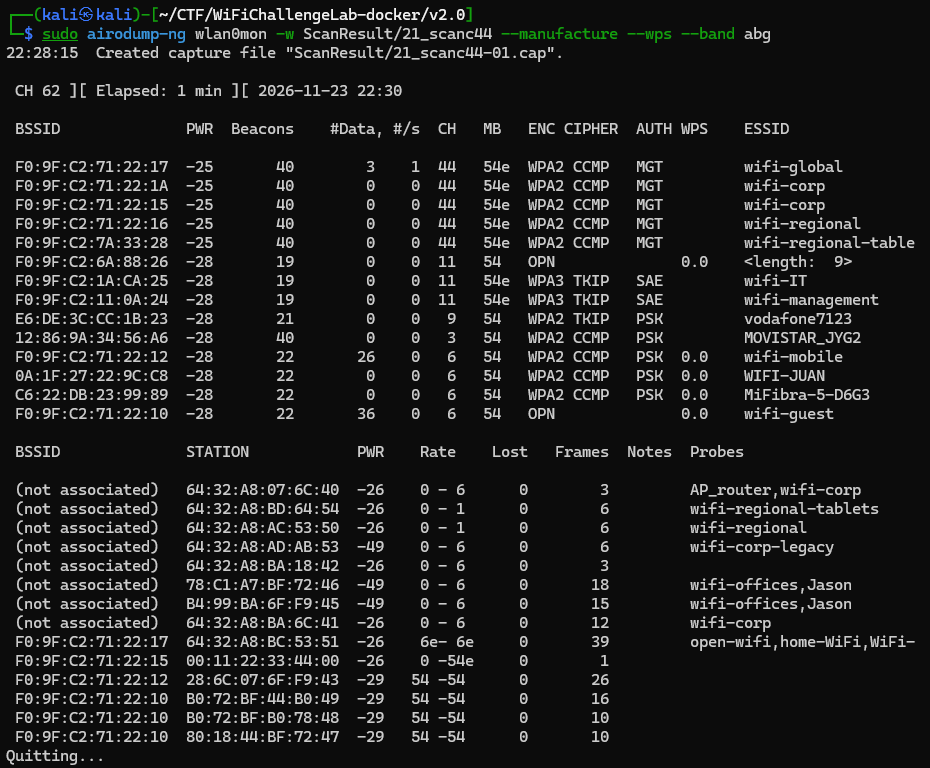 ┌──(kali㉿kali)-[~/CTF/WiFiChallengeLab-docker/v2.0]
└─$ sudo airodump-ng wlan0mon -w ScanResult/21_scanc44 --manufacture --wps --band abg
22:28:15  Created capture file "ScanResult/21_scanc44-01.cap".
CH 62 ][ Elapsed: 1 min ][ 2026-11-23 22:30
BSSID              PWR  Beacons    #Data, #/s  CH   MB   ENC CIPHER  AUTH WPS    ESSID
F0:9F:C2:71:22:17  -25       40        3    1  44   54e  WPA2 CCMP   MGT         wifi-global
F0:9F:C2:71:22:1A  -25       40        0    0  44   54e  WPA2 CCMP   MGT         wifi-corp
F0:9F:C2:71:22:15  -25       40        0    0  44   54e  WPA2 CCMP   MGT         wifi-corp
F0:9F:C2:71:22:16  -25       40        0    0  44   54e  WPA2 CCMP   MGT         wifi-regional
F0:9F:C2:7A:33:28  -25       40        0    0  44   54e  WPA2 CCMP   MGT         wifi-regional-table
F0:9F:C2:6A:88:26  -28       19        0    0  11   54   OPN              0.0    <length:  9>
F0:9F:C2:1A:CA:25  -28       19        0    0  11   54e  WPA3 TKIP   SAE         wifi-IT
F0:9F:C2:11:0A:24  -28       19        0    0  11   54e  WPA3 TKIP   SAE         wifi-management
E6:DE:3C:CC:1B:23  -28       21        0    0   9   54   WPA2 TKIP   PSK         vodafone7123
12:86:9A:34:56:A6  -28       40        0    0   3   54   WPA2 CCMP   PSK         MOVISTAR_JYG2
F0:9F:C2:71:22:12  -28       22       26    0   6   54   WPA2 CCMP   PSK  0.0    wifi-mobile
0A:1F:27:22:9C:C8  -28       22        0    0   6   54   WPA2 CCMP   PSK  0.0    WIFI-JUAN
C6:22:DB:23:99:89  -28       22        0    0   6   54   WPA2 CCMP   PSK  0.0    MiFibra-5-D6G3
F0:9F:C2:71:22:10  -28       22       36    0   6   54   OPN              0.0    wifi-guest
BSSID              STATION            PWR    Rate    Lost   Frames  Notes  Probes
(not associated)   64:32:A8:07:6C:40  -26    0 - 6      0        3         AP_router,wifi-corp
(not associated)   64:32:A8:BD:64:54  -26    0 - 1      0        6         wifi-regional-tablets
(not associated)   64:32:A8:AC:53:50  -26    0 - 1      0        6         wifi-regional
(not associated)   64:32:A8:AD:AB:53  -49    0 - 6      0        6         wifi-corp-legacy
(not associated)   64:32:A8:BA:18:42  -26    0 - 6      0        3
(not associated)   78:C1:A7:BF:72:46  -49    0 - 6      0       18         wifi-offices,Jason
(not associated)   B4:99:BA:6F:F9:45  -49    0 - 6      0       15         wifi-offices,Jason
(not associated)   64:32:A8:BA:6C:41  -26    0 - 6      0       12         wifi-corp
F0:9F:C2:71:22:17  64:32:A8:BC:53:51  -26    6e- 6e     0       39         open-wifi,home-WiFi,WiFi-
F0:9F:C2:71:22:15  00:11:22:33:44:00  -26    0 -54e     0        1
F0:9F:C2:71:22:12  28:6C:07:6F:F9:43  -29   54 -54      0       26
F0:9F:C2:71:22:10  B0:72:BF:44:B0:49  -29   54 -54      0       16
F0:9F:C2:71:22:10  B0:72:BF:B0:78:48  -29   54 -54      0       10
F0:9F:C2:71:22:10  80:18:44:BF:72:47  -29   54 -54      0       10
Quitting...